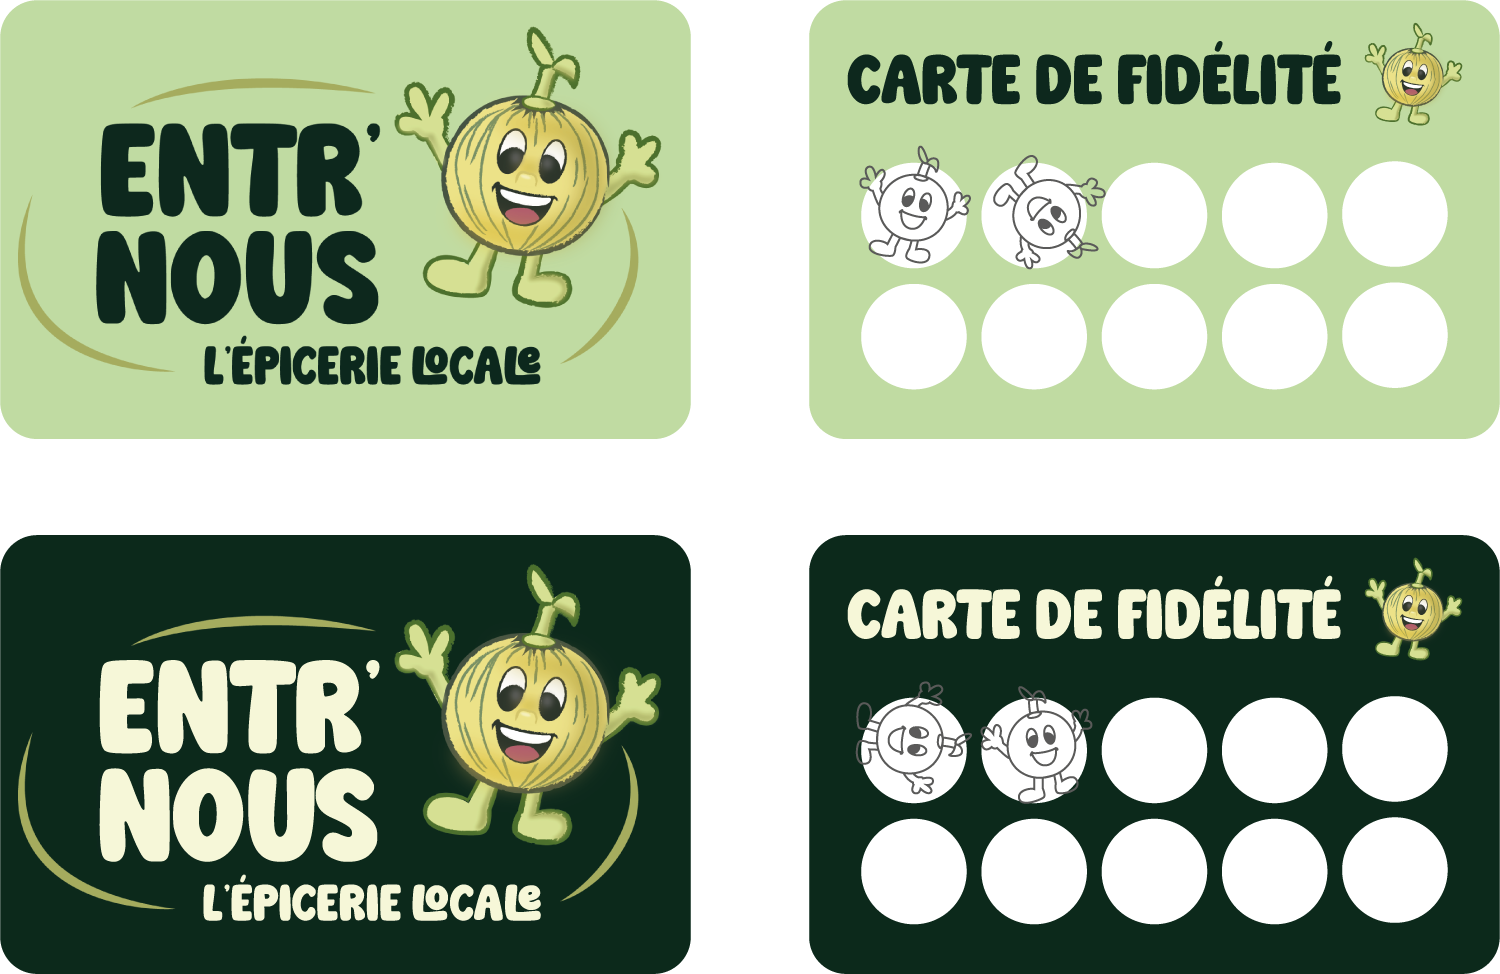 ENTR'
NOUS
L'ÉPICERIE LOCALe
CARTE DE FIDÉLITÉ
ENTR'
NOUS
L'ÉPICERIE LOCALe
CARTE DE FIDÉLITÉ